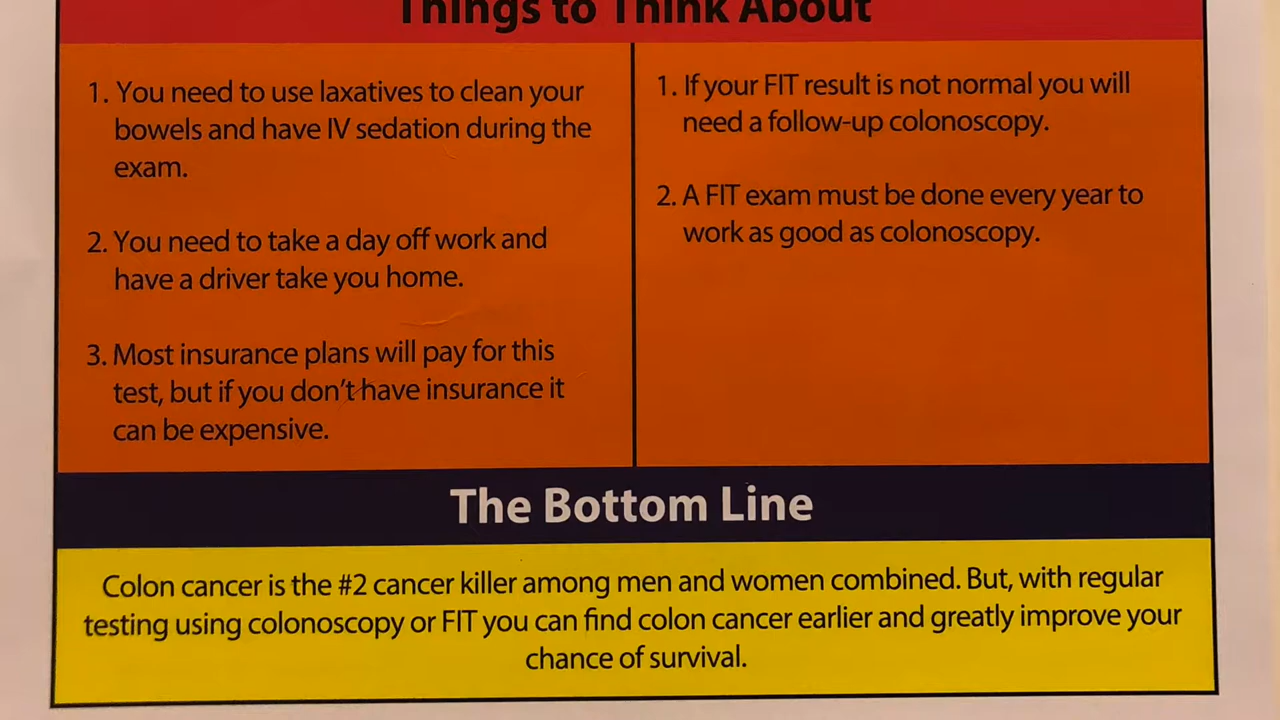 Things to Think About
1. You need to use laxatives to clean your
bowels and have IV sedation during the
exam.
2. You need to take a day off work and
have a driver take you home.
3. Most insurance plans will pay for this
test, but if you don't have insurance it
can be expensive.
1. If your FIT result is not normal you will
need a follow-up colonoscopy.
2. A FIT exam must be done every year to
work as good as colonoscopy.
The Bottom Line
Colon cancer is the #2 cancer killer among men and women combined. But, with regular
testing using colonoscopy or FIT you can find colon cancer earlier and greatly improve your
chance of survival.